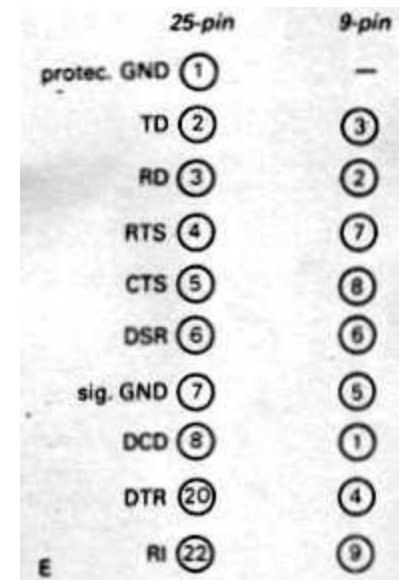 25-pin 9-pin
protec. GND 1 —
TD 2 3
RD 3 2
RTS 4 7
CTS 5 8
DSR 6 6
sig. GND 7 5
DCD 8 1
DTR 20 4
RI 22 9
E